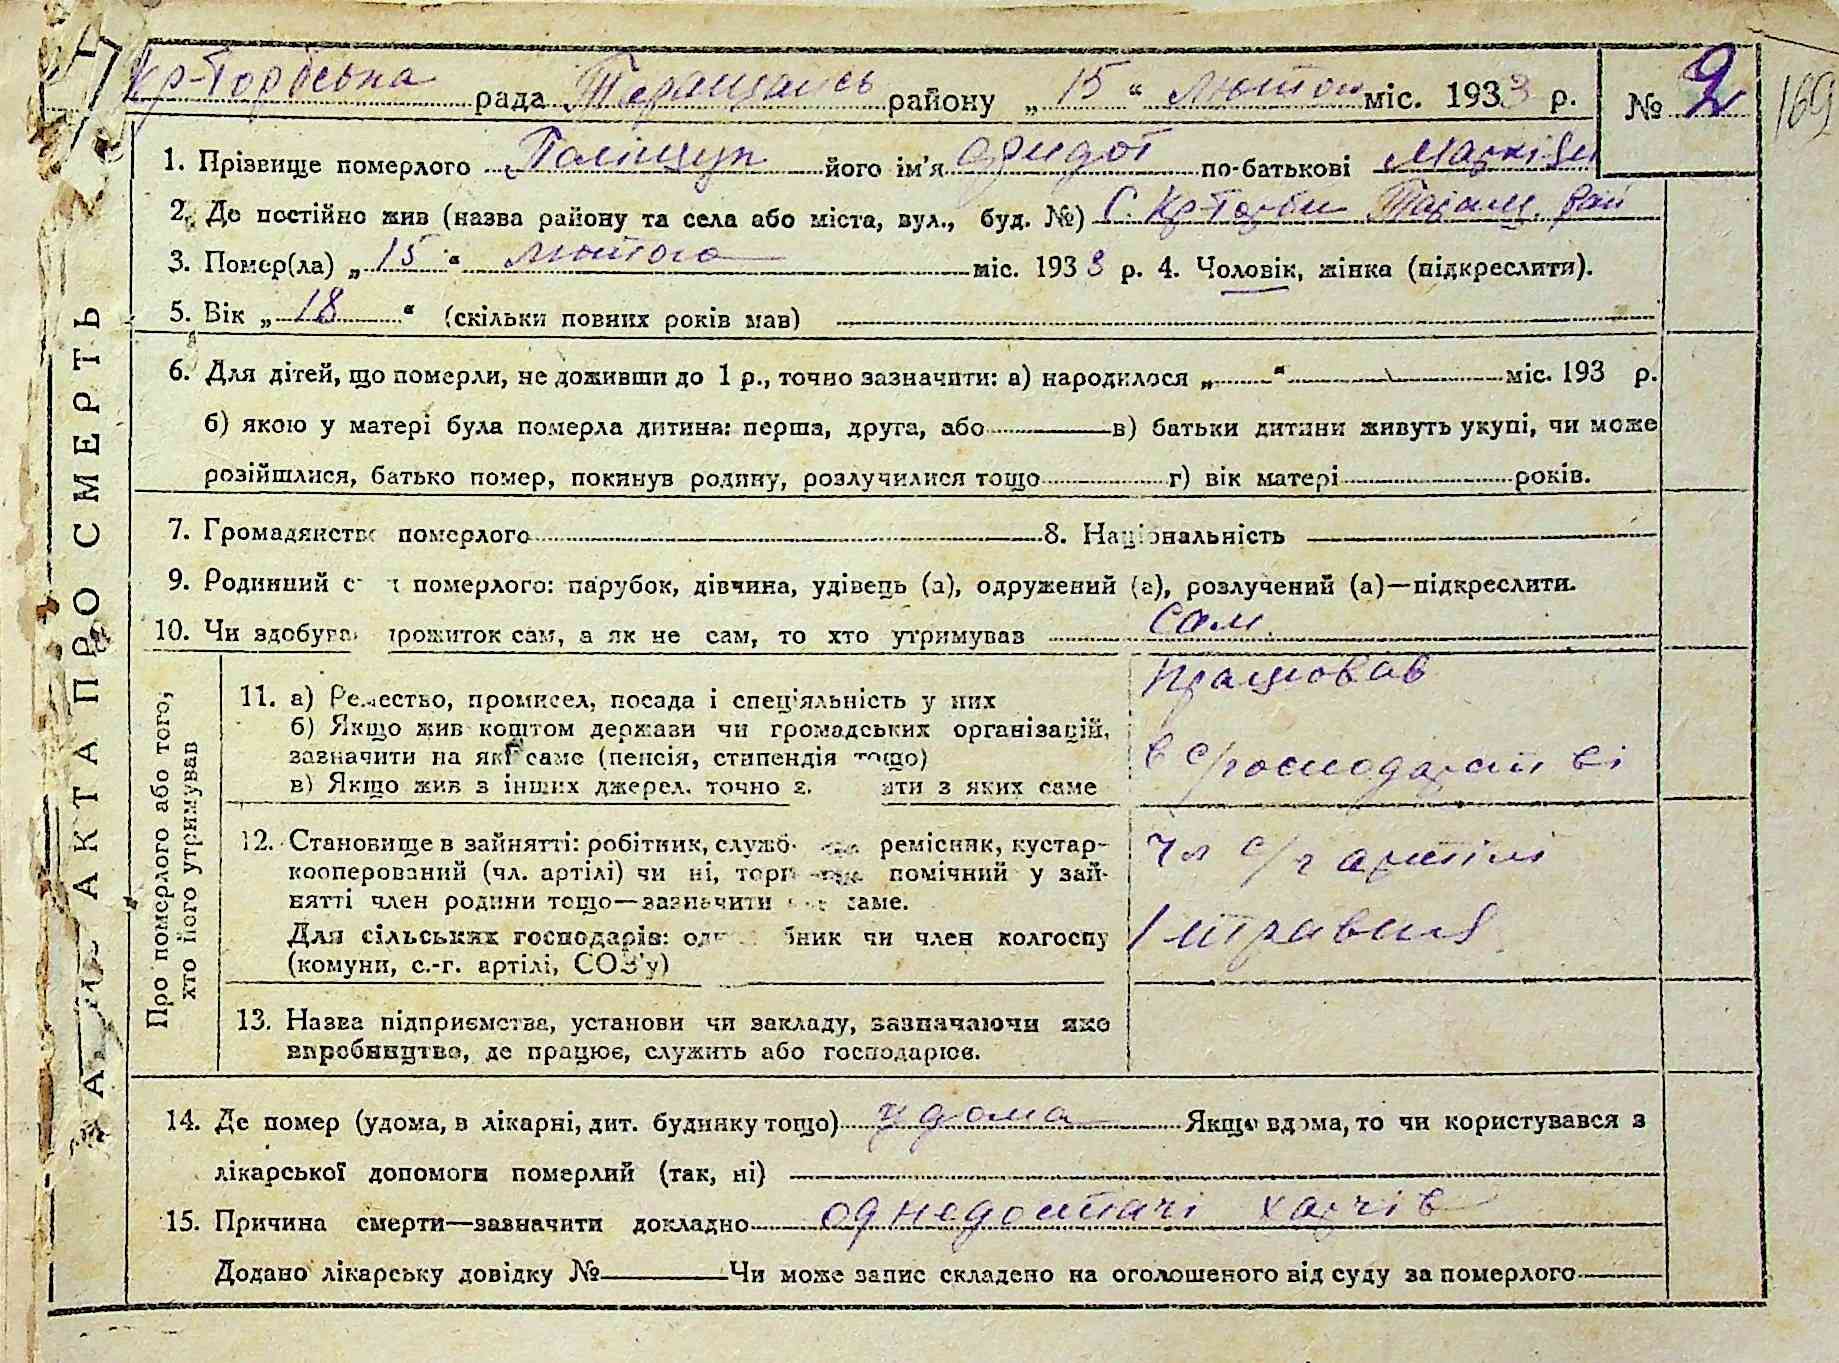 Кр-Торбська рада Таращансь району „ 15 “ лютого міс. 1933 р. № 2
169
1. Прізвище померлого Поліщук його ім'я по-батькові
2. Де постійно жив (назва району та села або міста, вул., буд. №) С. Кр-Торби Таращ. рай
3. Помер(ла) „ 15 “ лютого міс. 1933 р. 4. Чоловік, жінка (підкреслити).
5. Вік „ 18 “ (скільки повних років мав)
6. Для дітей, що померли, не доживши до 1 р., точно зазначити: а) народилося „ “ міс. 193 р.
б) якою у матері була померла дитина: перша, друга, або в) батьки дитини живуть укупі, чи може
розійшлися, батько помер, покинув родину, розлучилися тощо г) вік матері років.
7. Громадянство померлого 8. Національність
9. Родинний с н померлого: парубок, дівчина, удівець (а), одружений (а), розлучений (а)—підкреслити.
10. Чи здобував прожиток сам, а як не сам, то хто утримував сам.
Про померлого або того,
хто його утримував
11. а) Ремество, промисел, посада і спеціяльність у них
б) Якщо жив коштом держави чи громадських організацій,
зазначити на які саме (пенсія, стипендія тощо)
в) Якщо жив з інших джерел, точно з. ати з яких саме
працював
в с/господарстві
12. Становище в зайнятті: робітник, служб ремісник, кустар-
кооперований (чл. артілі) чи ні, торг помічний у зай-
нятті член родини тощо—зазначити саме.
Для сільських господарів: од бник чи член колгоспу
(комуни, с.-г. артілі, СОЗ'у)
чл с/г артілі
1 травня
13. Назва підприємства, установи чи закладу, зазначаючи яке
виробництво, де працює, служить або господарює.
14. Де помер (удома, в лікарні, дит. будинку тощо) удома Якщо вдома, то чи користувався з
лікарської допомоги померлий (так, ні)
15. Причина смерти—зазначити докладно од недостачі харчів
Додано лікарську довідку № Чи може запис складено на оголошеного від суду за померлого
АКТ ПРО СМЕРТЬ